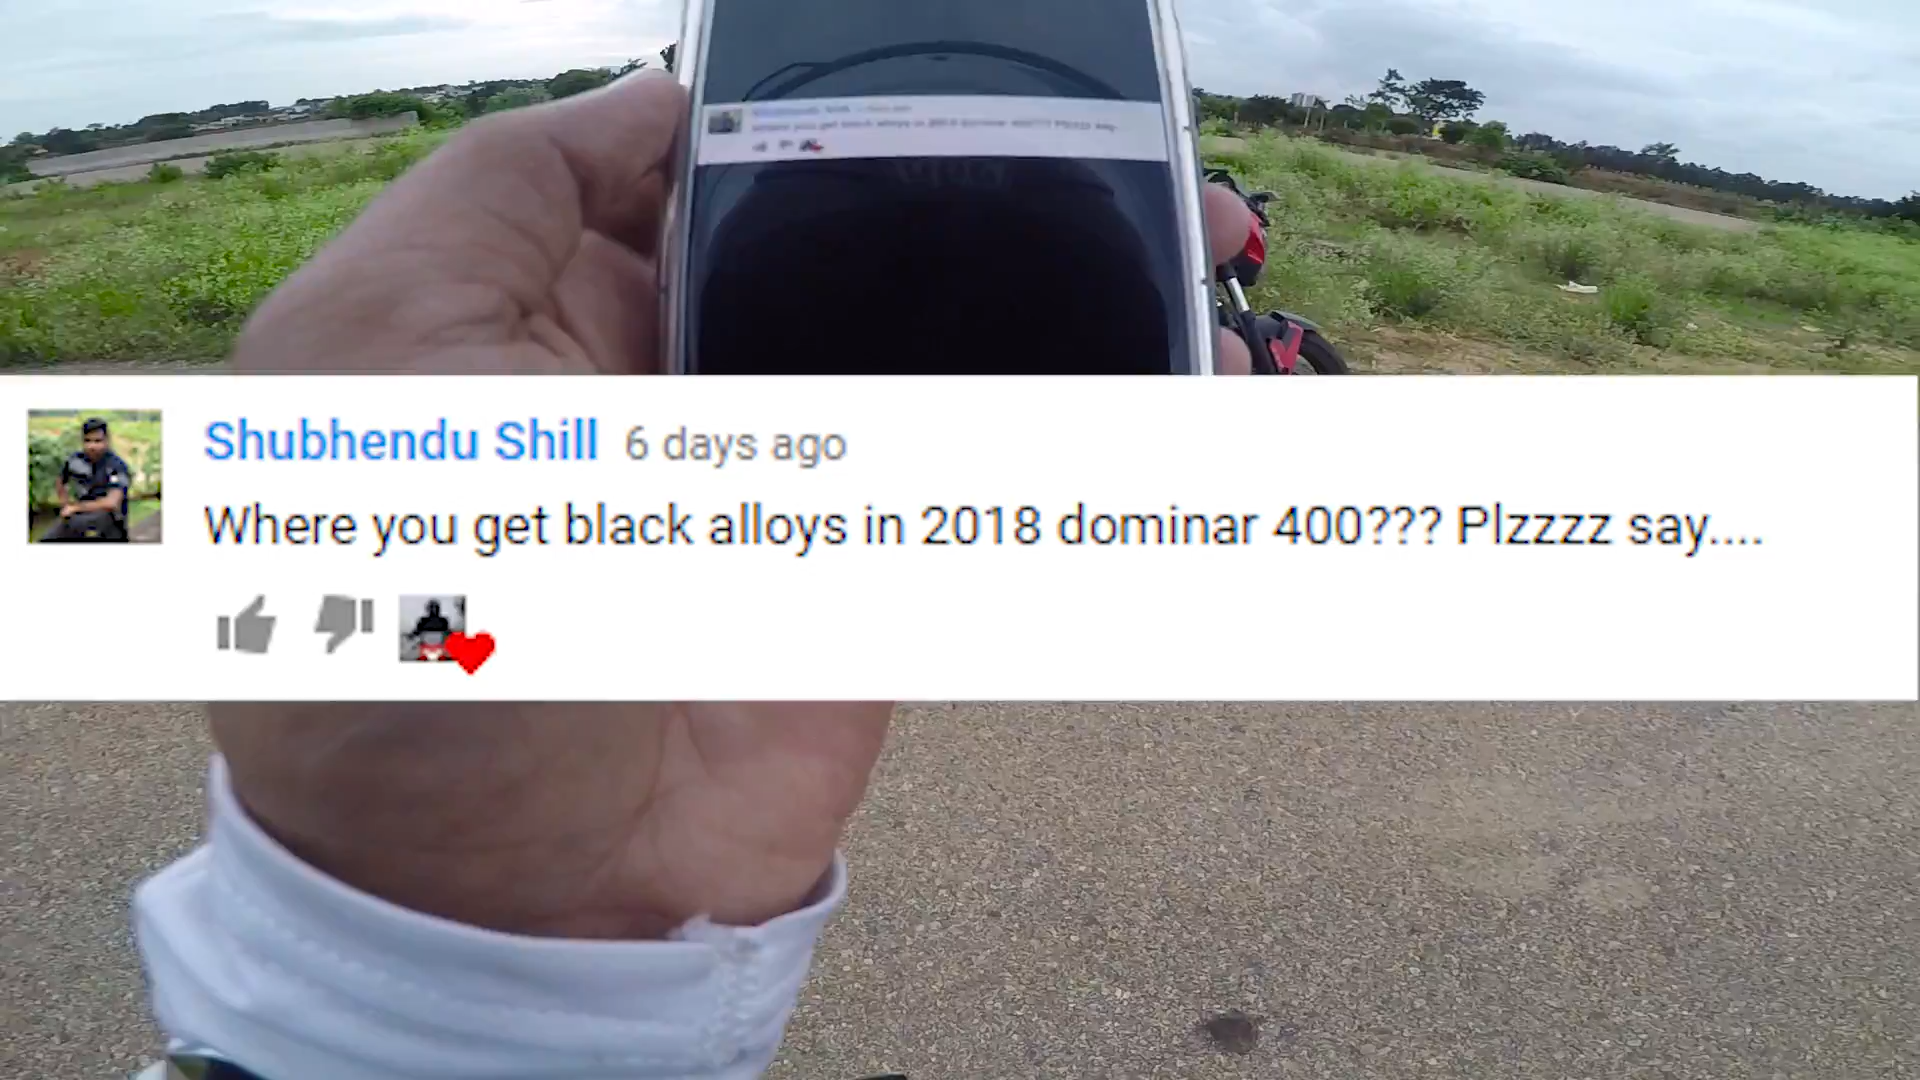 Shubhendu Shill 6 days ago
Where you get black alloys in 2018 dominar 400??? Plzzzz say....